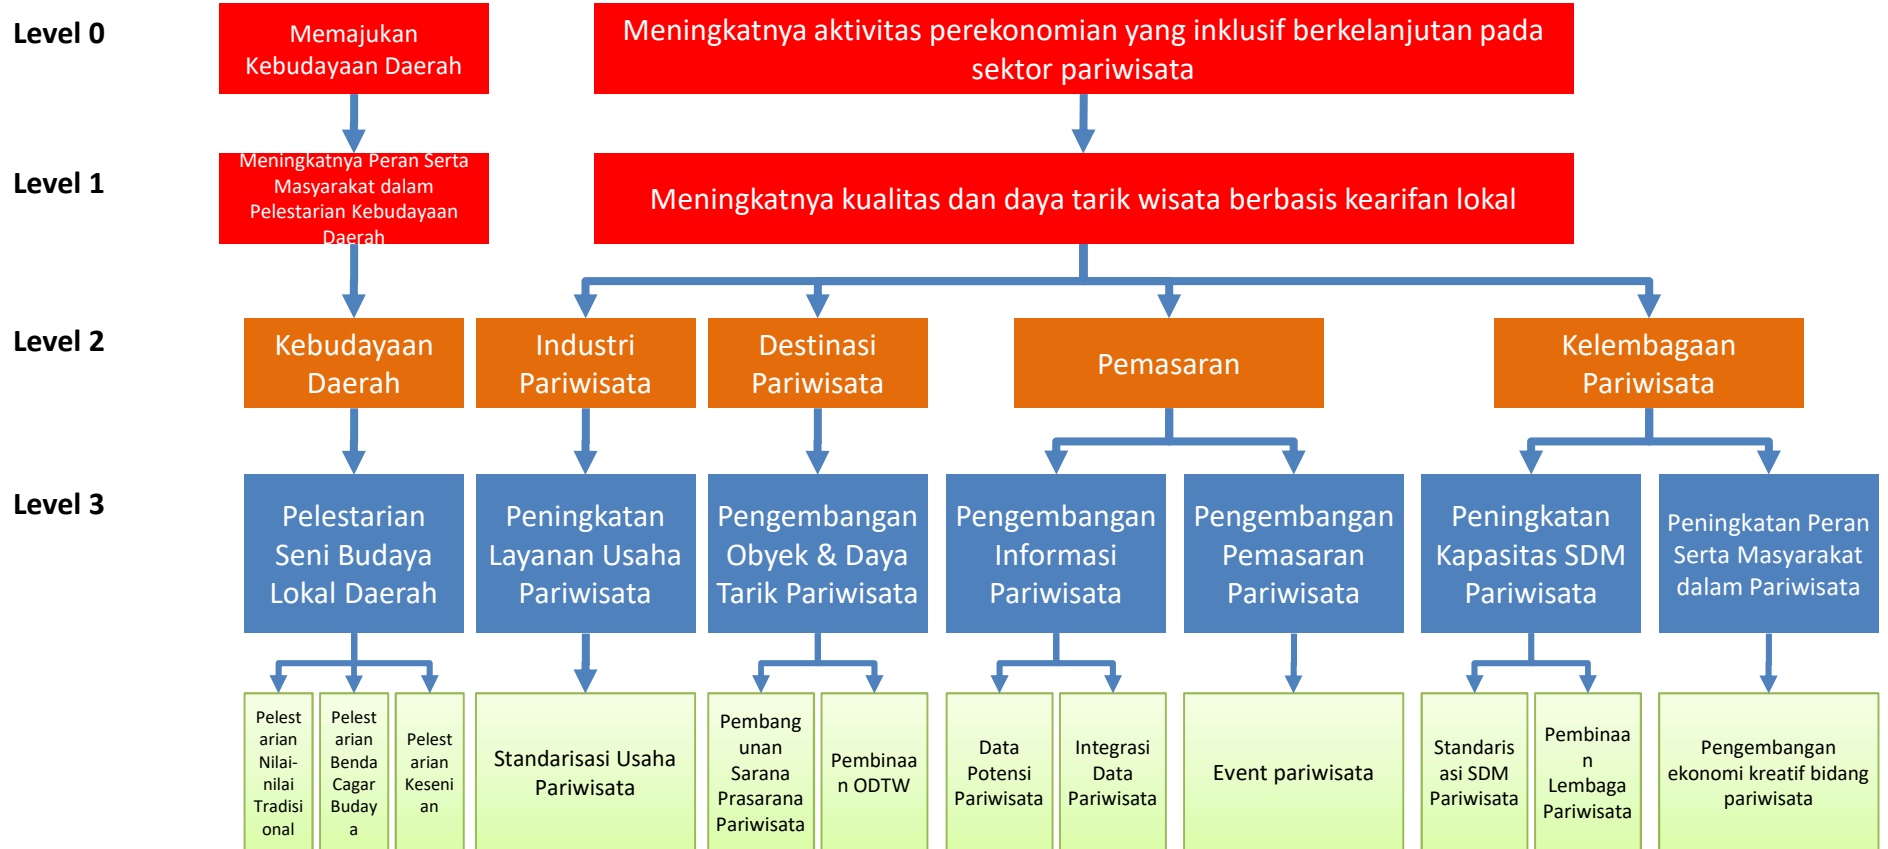 Level 0
Memajukan
Kebudayaan Daerah
Meningkatnya aktivitas perekonomian yang inklusif berkelanjutan pada
sektor pariwisata
Level 1
Meningkatnya Peran Serta
Masyarakat dalam
Pelestarian Kebudayaan
Daerah
Meningkatnya kualitas dan daya tarik wisata berbasis kearifan lokal
Level 2
Kebudayaan
Daerah
Industri
Pariwisata
Destinasi
Pariwisata
Pemasaran
Kelembagaan
Pariwisata
Level 3
Pelestarian
Seni Budaya
Lokal Daerah
Peningkatan
Layanan Usaha
Pariwisata
Pengembangan
Obyek & Daya
Tarik Pariwisata
Pengembangan
Informasi
Pariwisata
Pengembangan
Pemasaran
Pariwisata
Peningkatan
Kapasitas SDM
Pariwisata
Peningkatan Peran
Serta Masyarakat
dalam Pariwisata
Pelest
arian
Nilai-
nilai
Tradisi
onal
Pelest
arian
Benda
Cagar
Buday
a
Pelest
arian
Keseni
an
Standarisasi Usaha
Pariwisata
Pembang
unan
Sarana
Prasarana
Pariwisata
Pembinaa
n ODTW
Data
Potensi
Pariwisata
Integrasi
Data
Pariwisata
Event pariwisata
Standaris
asi SDM
Pariwisata
Pembinaa
n
Lembaga
Pariwisata
Pengembangan
ekonomi kreatif bidang
pariwisata